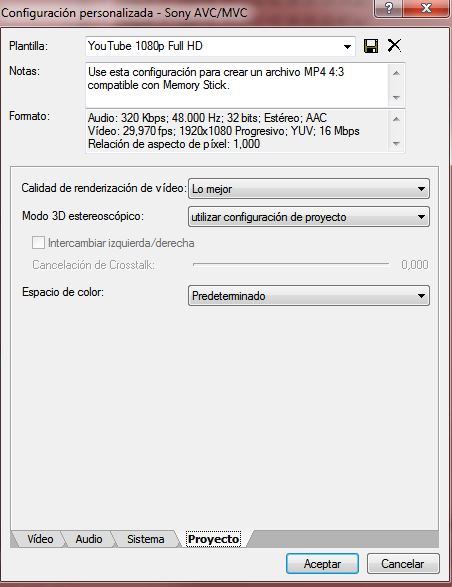 Configuración personalizada - Sony AVC/MVC
Plantilla: YouTube 1080p Full HD
Notas: Use esta configuración para crear un archivo MP4 4:3
compatible con Memory Stick.
Formato: Audio: 320 Kbps; 48.000 Hz; 32 bits; Estéreo; AAC
Vídeo: 29,970 fps; 1920x1080 Progresivo; YUV; 16 Mbps
Relación de aspecto de píxel: 1,000
Calidad de renderización de vídeo: Lo mejor
Modo 3D estereoscópico: utilizar configuración de proyecto
Intercambiar izquierda/derecha
Cancelación de Crosstalk: 0,000
Espacio de color: Predeterminado
Vídeo Audio Sistema Proyecto
Aceptar Cancelar